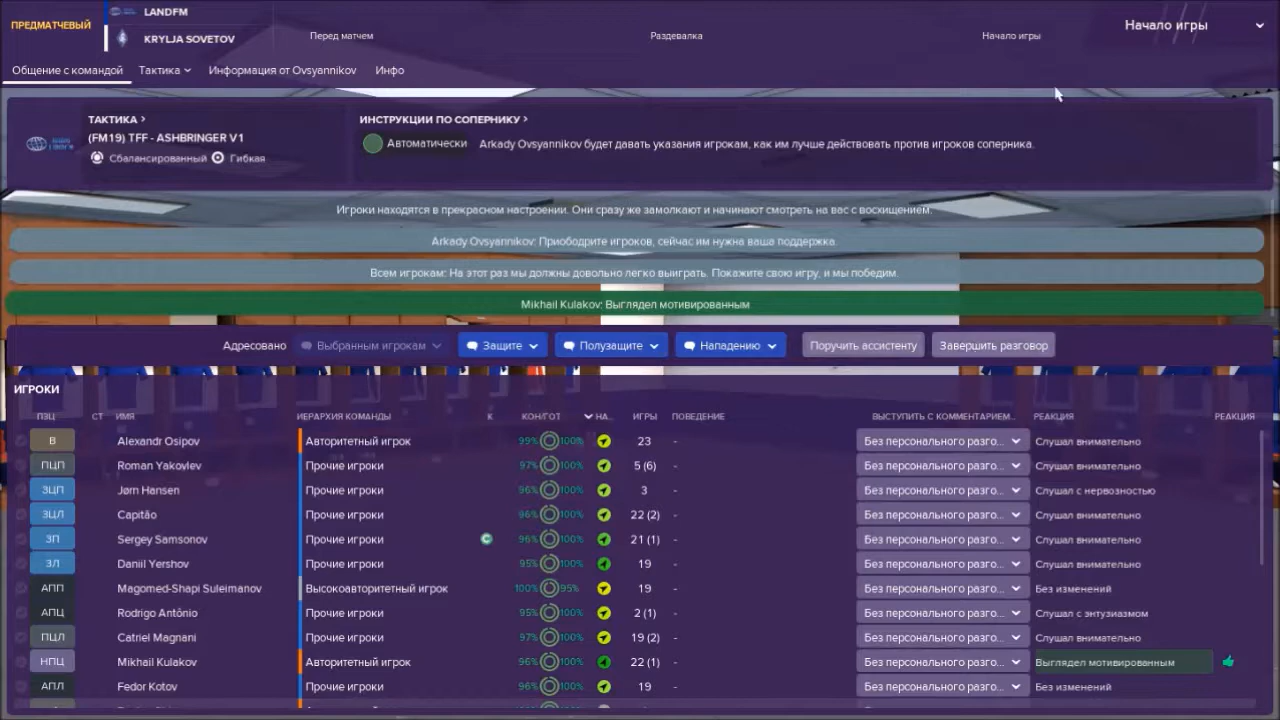 ПРЕДМАТЧЕВЫЙ
LANDFM
KRYLJA SOVETOV
Перед матчем
Раздевалка
Начало игры
Начало игры
Общение с командой
Тактика
Информация от Ovsyannikov
Инфо
ТАКТИКА >
(FM19) TFF - ASHBRINGER V1
Сбалансированный
Гибкая
ИНСТРУКЦИИ ПО СОПЕРНИКУ >
Автоматически
Arkady Ovsyannikov будет давать указания игрокам, как им лучше действовать против игроков соперника.
Игроки находятся в прекрасном настроении. Они сразу же замолкают и начинают смотреть на вас с восхищением.
Arkady Ovsyannikov: Приободрите игроков, сейчас им нужна ваша поддержка.
Всем игрокам: На этот раз мы должны довольно легко выиграть. Покажите свою игру, и мы победим.
Mikhail Kulakov: Выглядел мотивированным
Адресовано
Выбранным игрокам
Защите
Полузащите
Нападению
Поручить ассистенту
Завершить разговор
ИГРОКИ
ПЗЦ СТ ИМЯ ИЕРАРХИЯ КОМАНДЫ К КОН/ГОТ НА... ИГРЫ ПОВЕДЕНИЕ ВЫСТУПИТЬ С КОММЕНТАРИЕМ... РЕАКЦИЯ РЕАКЦИЯ
В Alexandr Osipov Авторитетный игрок 99% 100% 23 - Без персонального разго... Слушал внимательно
ПЦП Roman Yakovlev Прочие игроки 97% 100% 5 (6) - Без персонального разго... Слушал внимательно
ЗЦП Jørn Hansen Прочие игроки 96% 100% 3 - Без персонального разго... Слушал с нервозностью
ЗЦЛ Capitão Прочие игроки 96% 100% 22 (2) - Без персонального разго... Слушал внимательно
ЗП Sergey Samsonov Прочие игроки C 96% 100% 21 (1) - Без персонального разго... Слушал внимательно
ЗЛ Daniil Yershov Прочие игроки 95% 100% 19 - Без персонального разго... Слушал внимательно
АПП Magomed-Shapi Suleimanov Высокоавторитетный игрок 100% 95% 19 - Без персонального разго... Без изменений
АПЦ Rodrigo Antônio Прочие игроки 95% 100% 2 (1) - Без персонального разго... Слушал с энтузиазмом
ПЦЛ Catriel Magnani Прочие игроки 97% 100% 19 (2) - Без персонального разго... Слушал внимательно
НПЦ Mikhail Kulakov Авторитетный игрок 96% 100% 22 (1) - Без персонального разго... Выглядел мотивированным
АПЛ Fedor Kotov Прочие игроки 96% 100% 19 - Без персонального разго... Без изменений